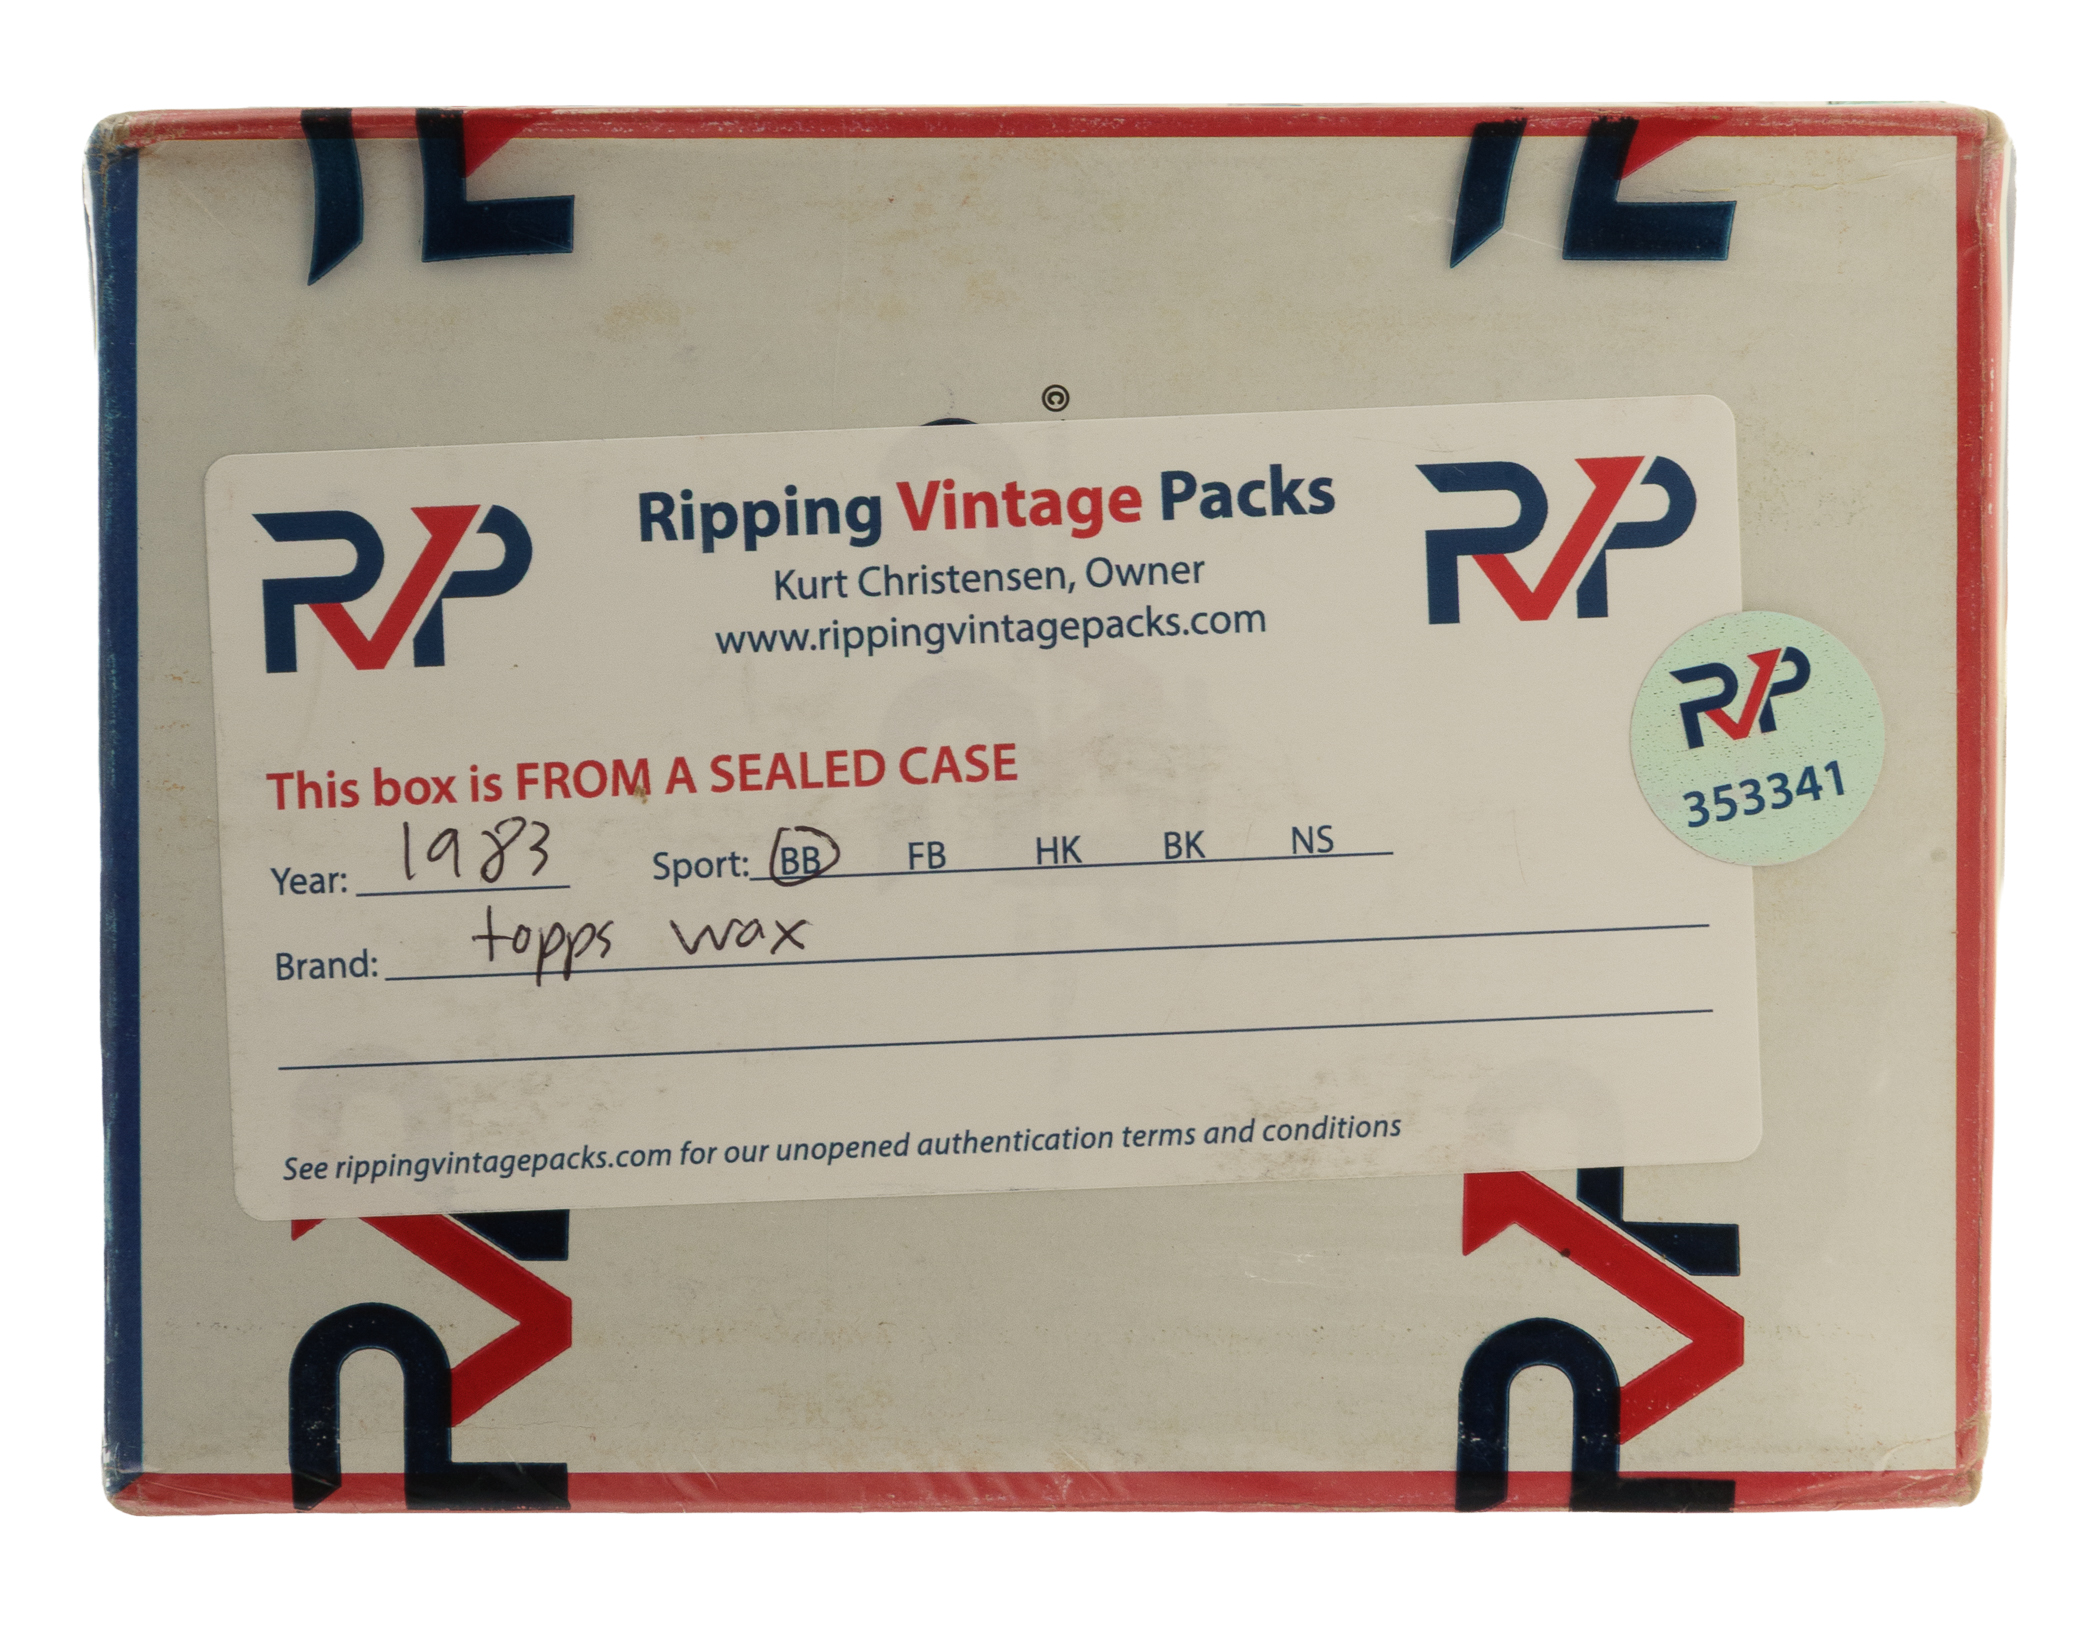 ©
RVP Ripping Vintage Packs RVP
Kurt Christensen, Owner
www.rippingvintagepacks.com
RVP
353341
This box is FROM A SEALED CASE
Year: 1983 Sport: BB FB HK BK NS
Brand: topps wax
See rippingvintagepacks.com for our unopened authentication terms and conditions
RVP
RVP